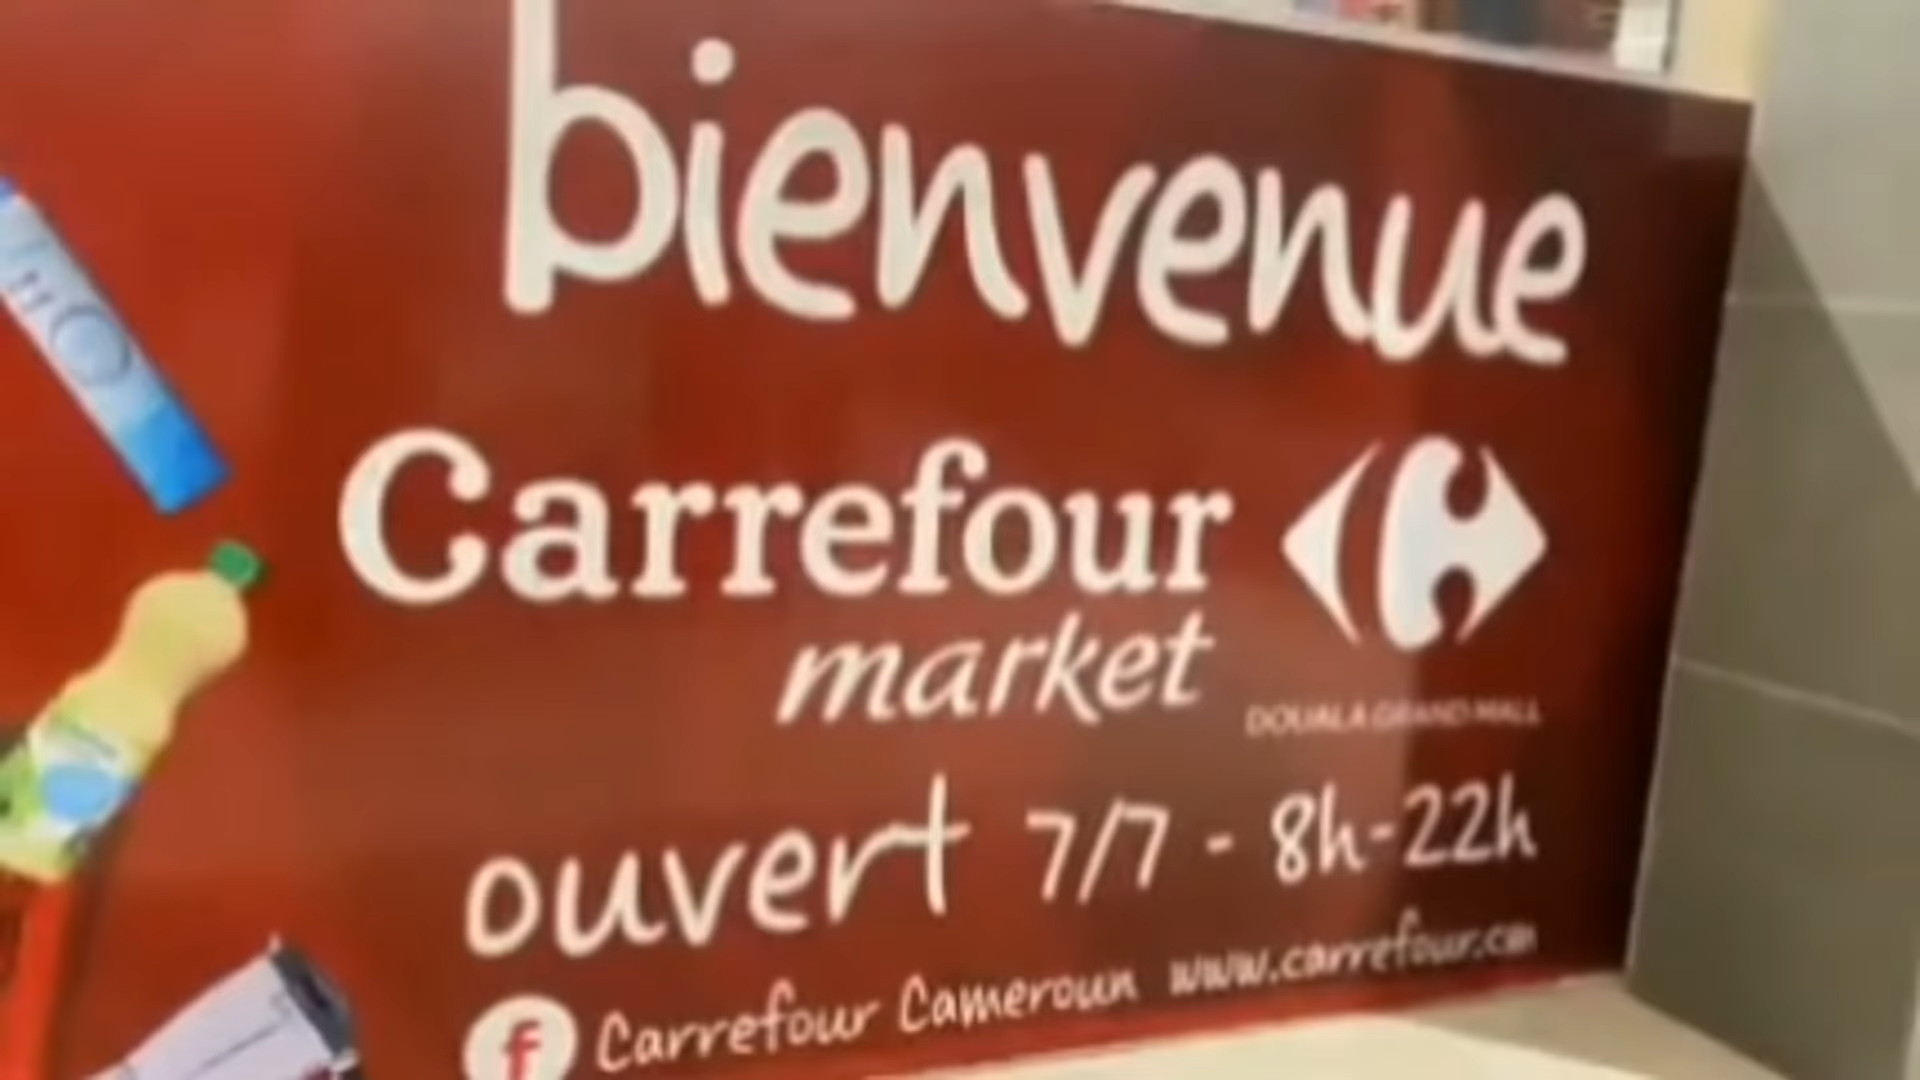 bienvenue
Carrefour
market
DOUALA GRAND MALL
ouvert 7/7 - 8h-22h
f Carrefour Cameroun www.carrefour.cm